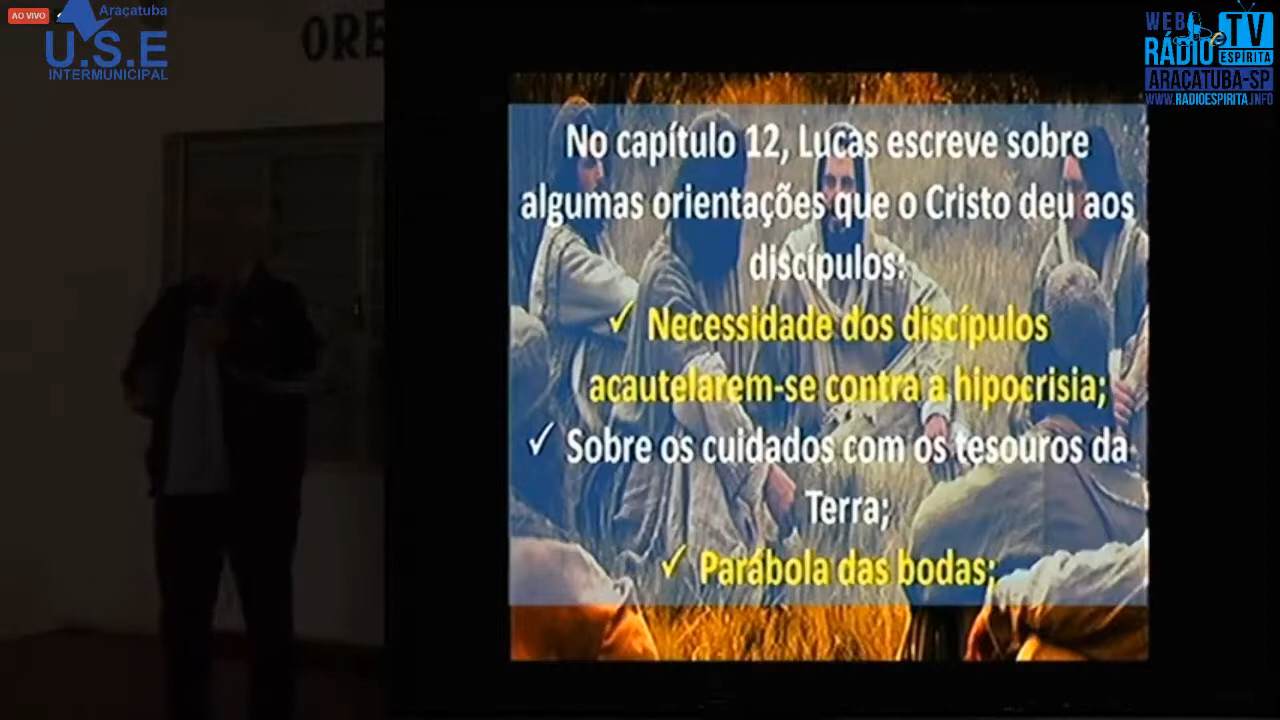 AO VIVO
Araçatuba
U.S.E
INTERMUNICIPAL
ORE
WEB
RÁDIO e TV
ESPÍRITA
ARAÇATUBA-SP
WWW.RADIOESPIRITA.INFO
No capítulo 12, Lucas escreve sobre
algumas orientações que o Cristo deu aos
discípulos:
✓ Necessidade dos discípulos
acautelarem-se contra a hipocrisia;
✓ Sobre os cuidados com os tesouros da
Terra;
✓ Parábola das bodas;